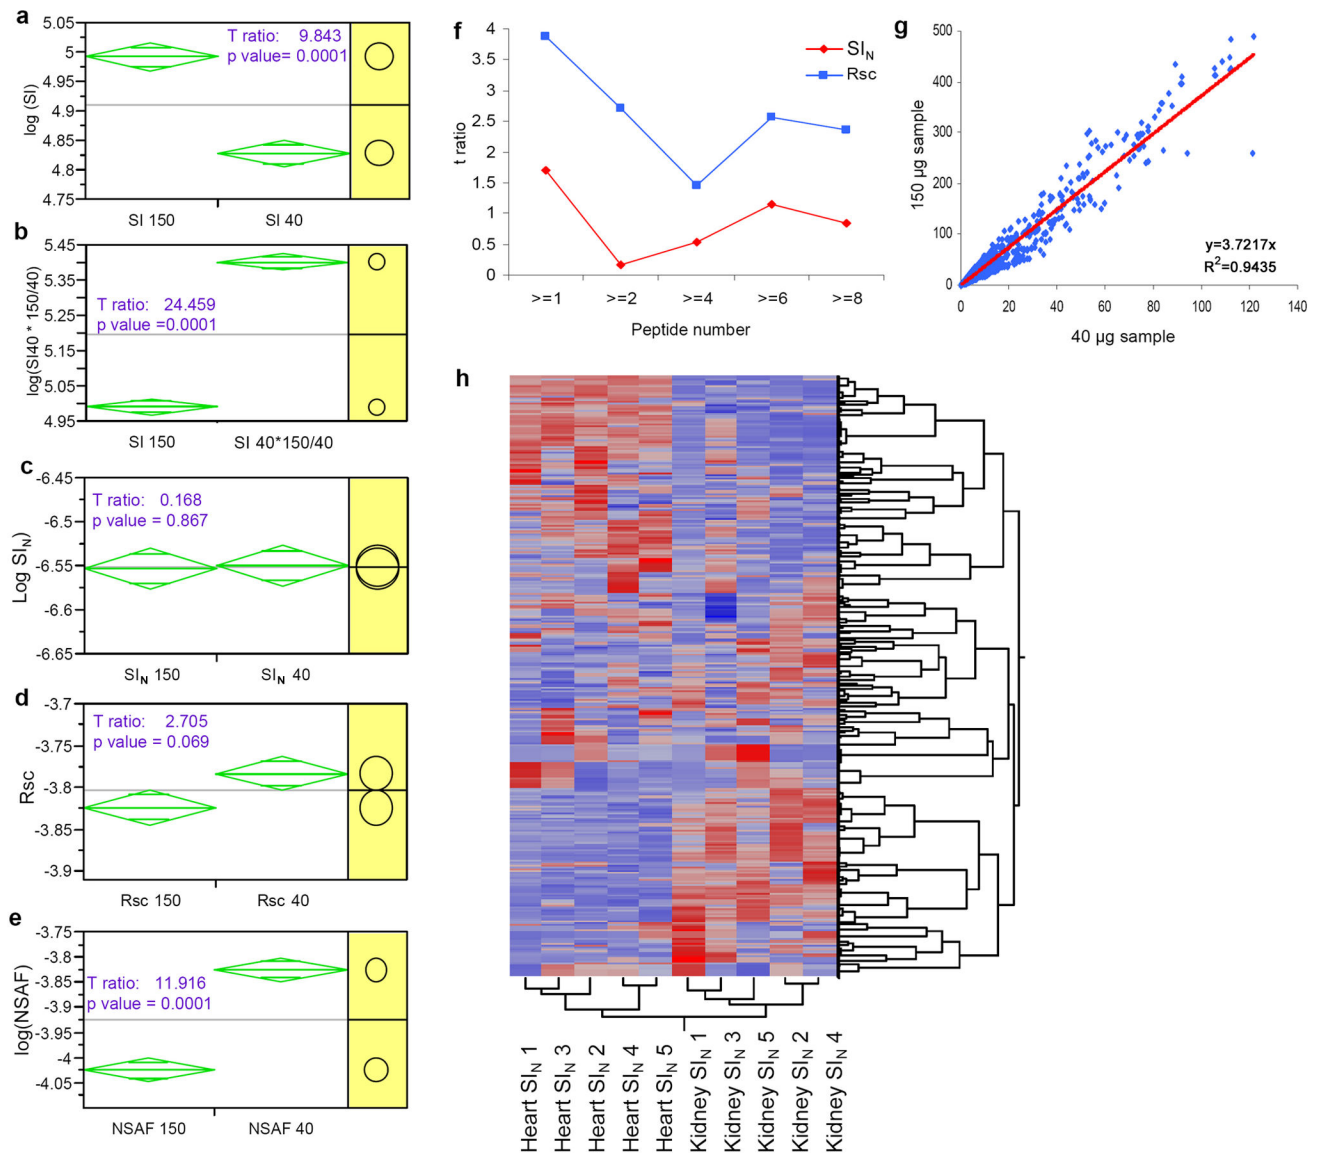 a
5.05
5
4.95
4.9
4.85
4.8
4.75
log (SI)
T ratio: 9.843
p value= 0.0001
SI 150
SI 40
b
5.45
5.35
5.25
5.15
5.05
4.95
log(SI40 * 150/40)
T ratio: 24.459
p value =0.0001
SI 150
SI 40*150/40
c
-6.45
-6.5
-6.55
-6.6
-6.65
Log SIN
T ratio: 0.168
p value = 0.867
SIN 150
SIN 40
d
-3.7
-3.75
-3.8
-3.85
-3.9
Rsc
T ratio: 2.705
p value = 0.069
Rsc 150
Rsc 40
e
-3.75
-3.8
-3.85
-3.9
-3.95
-4
-4.05
log(NSAF)
T ratio: 11.916
p value = 0.0001
NSAF 150
NSAF 40
f
4
3.5
3
2.5
2
1.5
1
0.5
0
t ratio
SIN
Rsc
>=1 >=2 >=4 >=6 >=8
Peptide number
g
500
400
300
200
100
0
150 µg sample
y=3.7217x
R2=0.9435
0 20 40 60 80 100 120 140
40 µg sample
h
Heart SIN 1
Heart SIN 3
Heart SIN 2
Heart SIN 4
Heart SIN 5
Kidney SIN 1
Kidney SIN 3
Kidney SIN 5
Kidney SIN 2
Kidney SIN 4